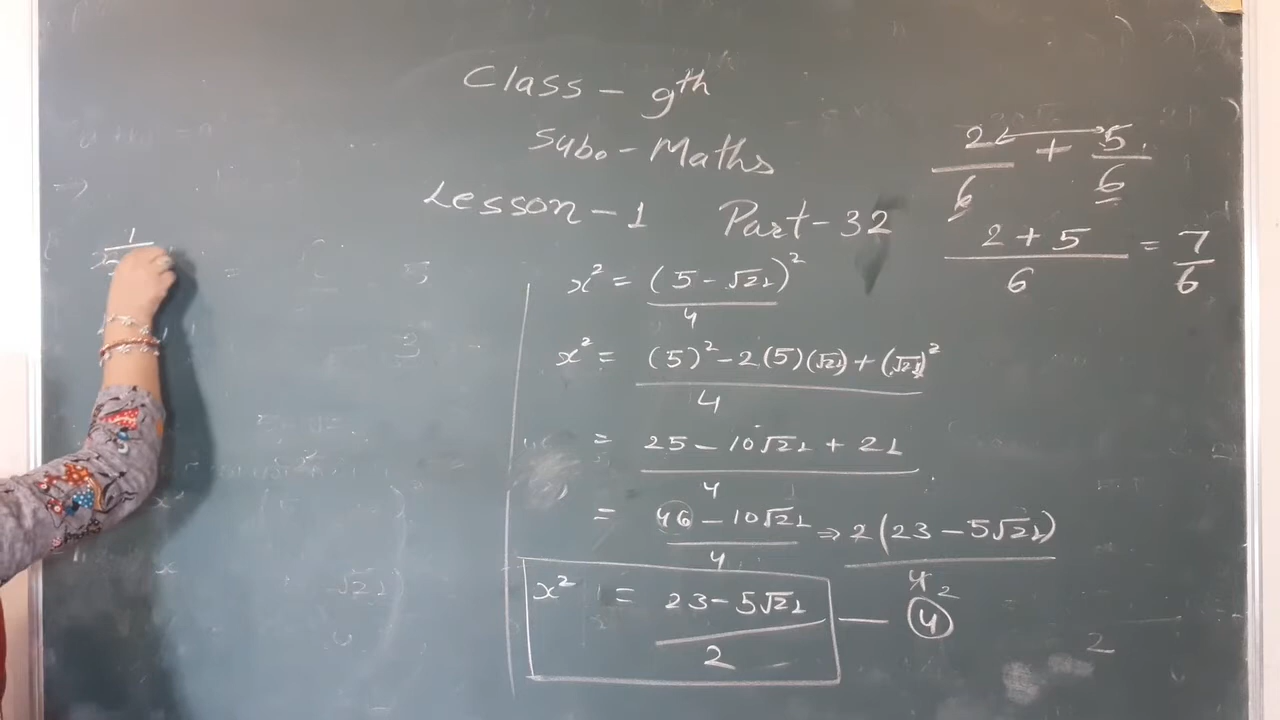 Class - 9th
Sub. - Maths
Lesson - 1 Part - 32
2/6 + 5/6
(2 + 5)/6 = 7/6
x² = (5 - √21)²/4
x² = ((5)² - 2(5)(√21) + (√21)²)/4
= (25 - 10√21 + 21)/4
= (46 - 10√21)/4 ⇒ 2(23 - 5√21)/4 2
x² = (23 - 5√21)/2 — (4)